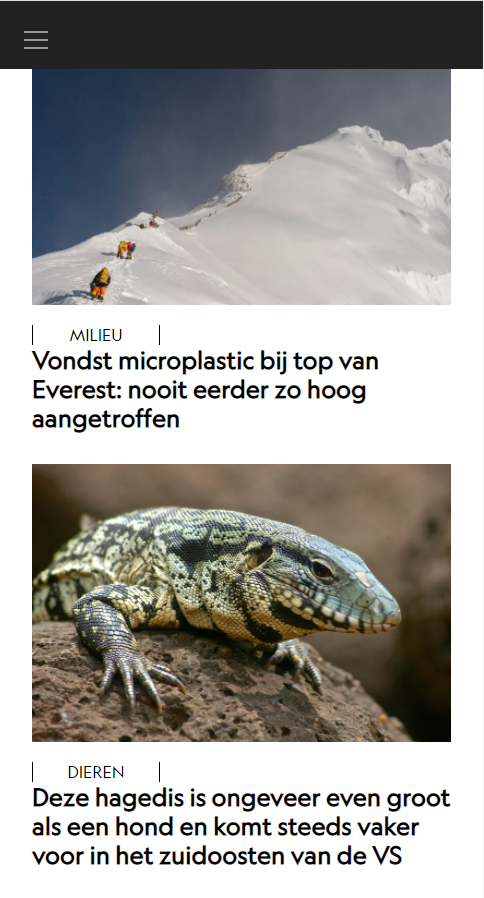 MILIEU
Vondst microplastic bij top van
Everest: nooit eerder zo hoog
aangetroffen
DIEREN
Deze hagedis is ongeveer even groot
als een hond en komt steeds vaker
voor in het zuidoosten van de VS